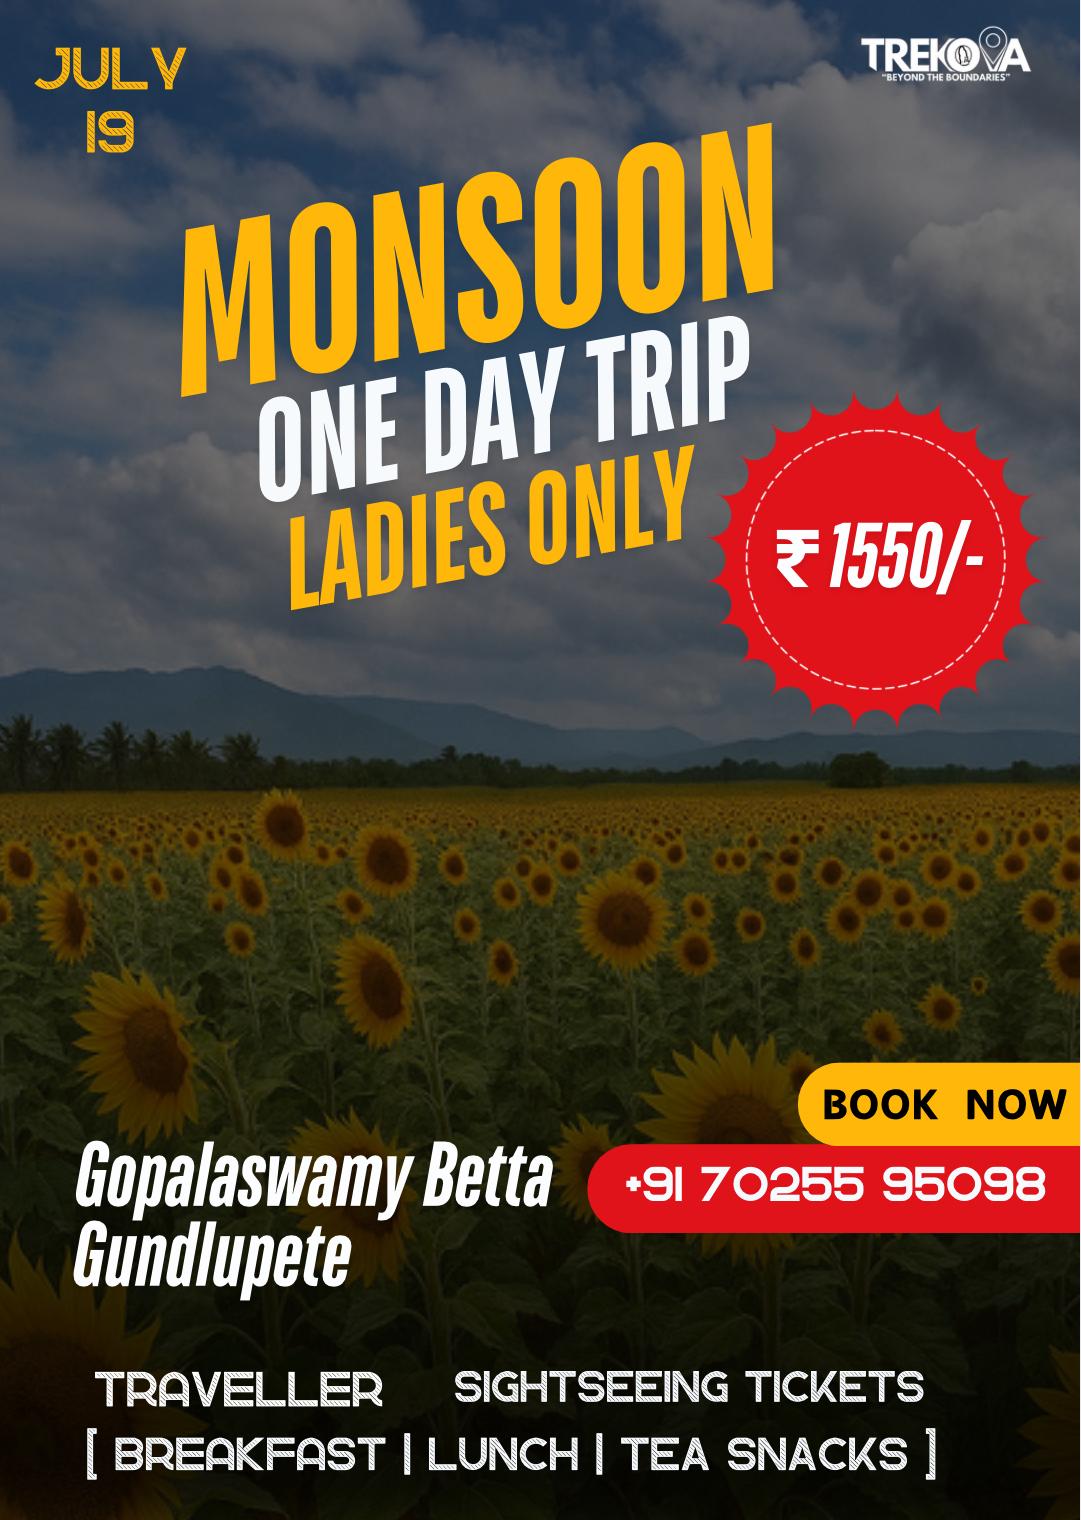 JULY
19
TREKOVA
"BEYOND THE BOUNDARIES"
MONSOON
ONE DAY TRIP
LADIES ONLY
₹ 1550/-
BOOK NOW
+91 70255 95098
Gopalaswamy Betta
Gundlupete
TRAVELLER SIGHTSEEING TICKETS
[ BREAKFAST | LUNCH | TEA SNACKS ]